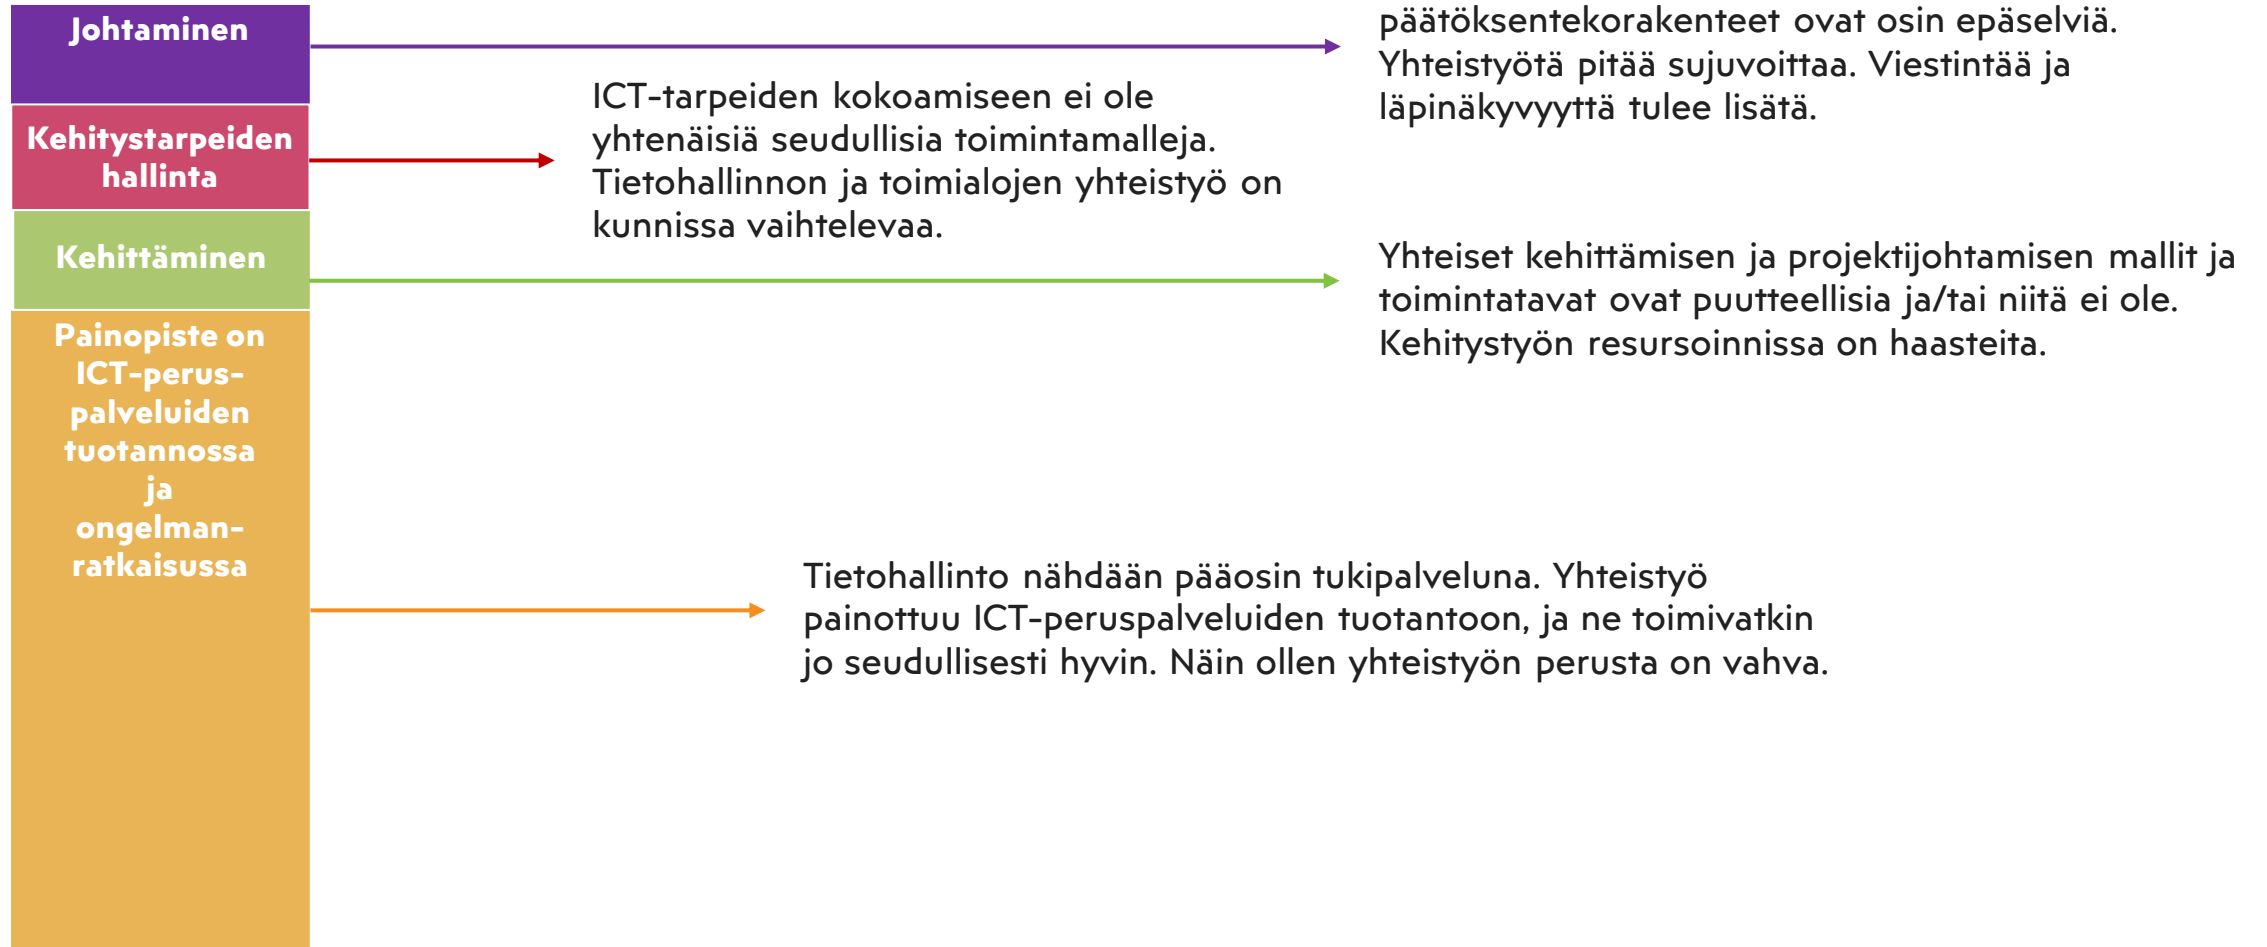 Johtaminen
päätöksentekorakenteet ovat osin epäselviä.
Yhteistyötä pitää sujuvoittaa. Viestintää ja
läpinäkyvyyttä tulee lisätä.
Kehitystarpeiden
hallinta
ICT-tarpeiden kokoamiseen ei ole
yhtenäisiä seudullisia toimintamalleja.
Tietohallinnon ja toimialojen yhteistyö on
kunnissa vaihtelevaa.
Kehittäminen
Yhteiset kehittämisen ja projektijohtamisen mallit ja
toimintatavat ovat puutteellisia ja/tai niitä ei ole.
Kehitystyön resursoinnissa on haasteita.
Painopiste on
ICT-perus-
palveluiden
tuotannossa
ja
ongelman-
ratkaisussa
Tietohallinto nähdään pääosin tukipalveluna. Yhteistyö
painottuu ICT-peruspalveluiden tuotantoon, ja ne toimivatkin
jo seudullisesti hyvin. Näin ollen yhteistyön perusta on vahva.